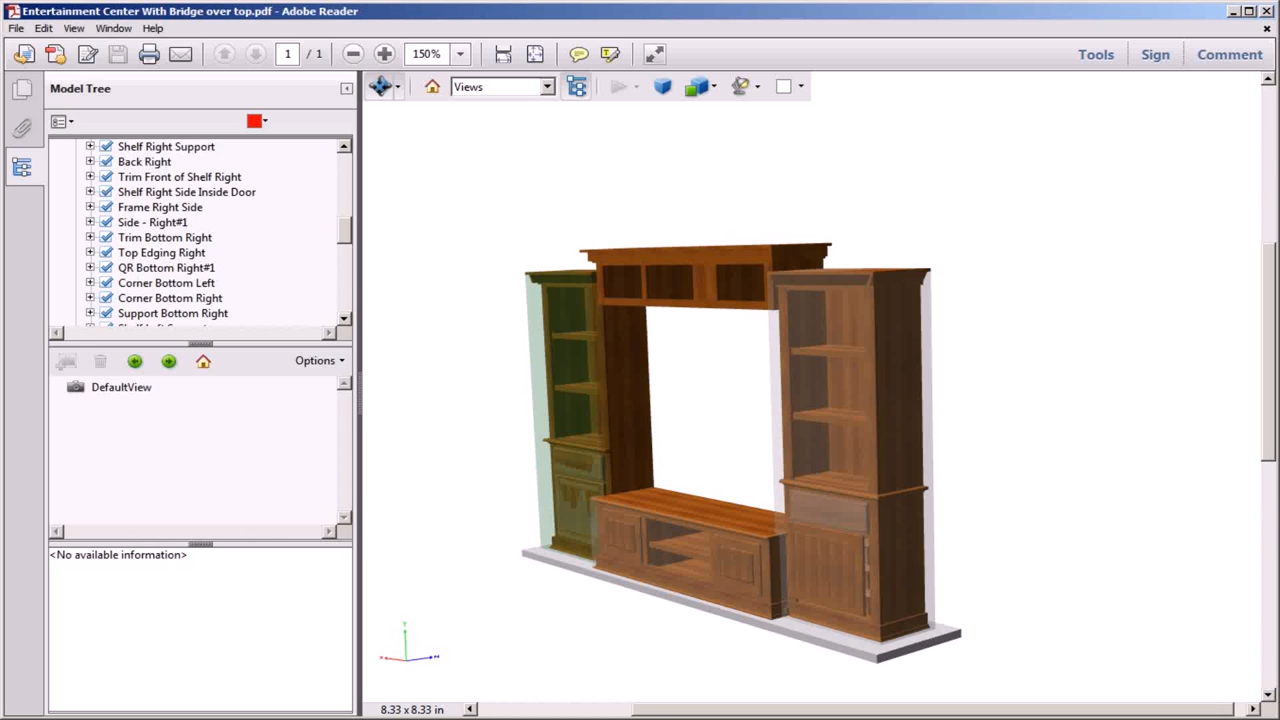 Entertainment Center With Bridge over top.pdf - Adobe Reader
File Edit View Window Help
1 / 1 150% Tools Sign Comment
Model Tree
Views
Shelf Right Support
Back Right
Trim Front of Shelf Right
Shelf Right Side Inside Door
Frame Right Side
Side - Right#1
Trim Bottom Right
Top Edging Right
QR Bottom Right#1
Corner Bottom Left
Corner Bottom Right
Support Bottom Right
Options
DefaultView
<No available information>
8.33 x 8.33 in